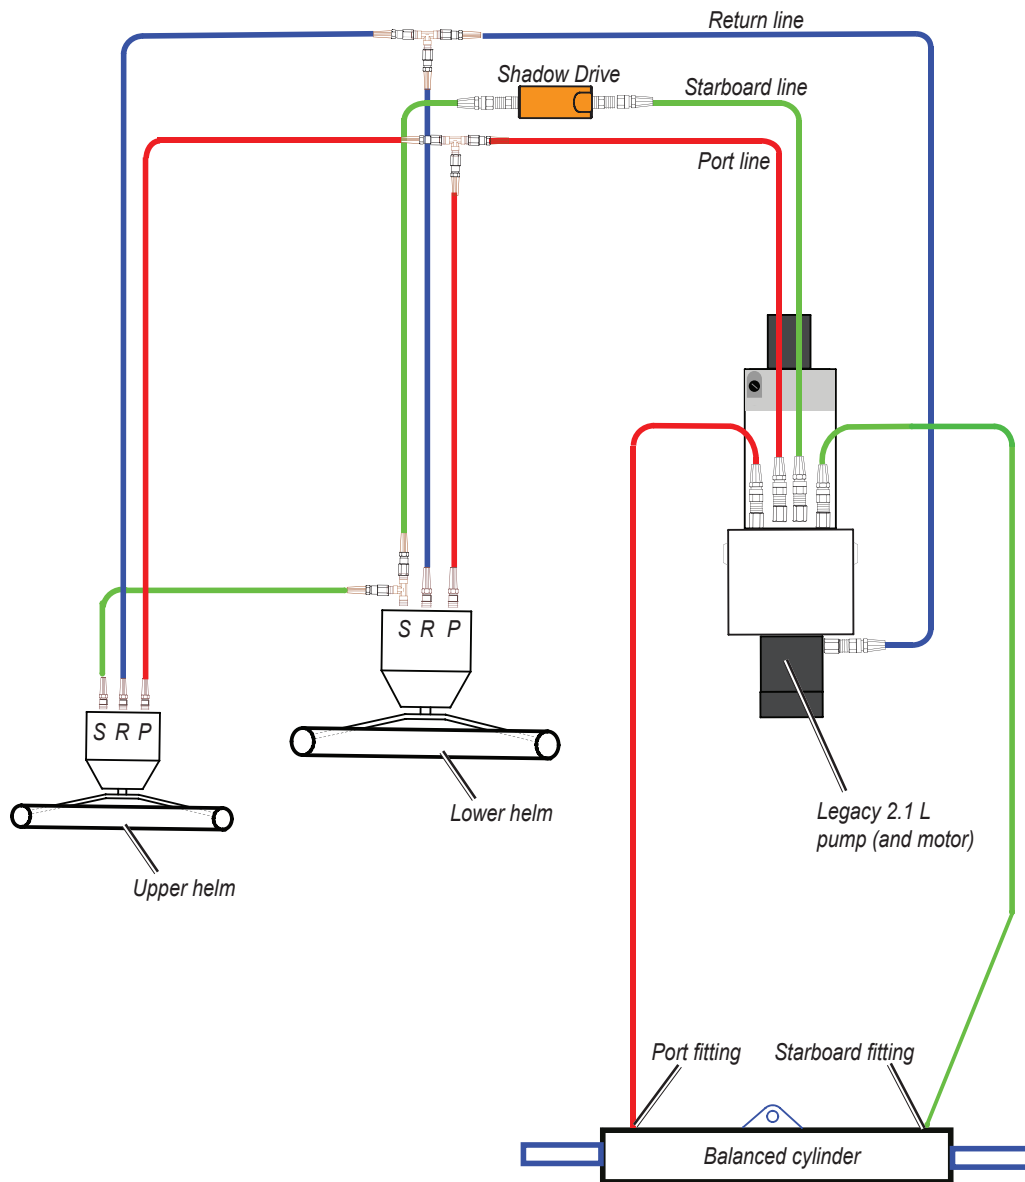 Return line
Shadow Drive
Starboard line
Port line
S R P
S R P
Lower helm
Legacy 2.1 L
pump (and motor)
Upper helm
Port fitting
Starboard fitting
Balanced cylinder